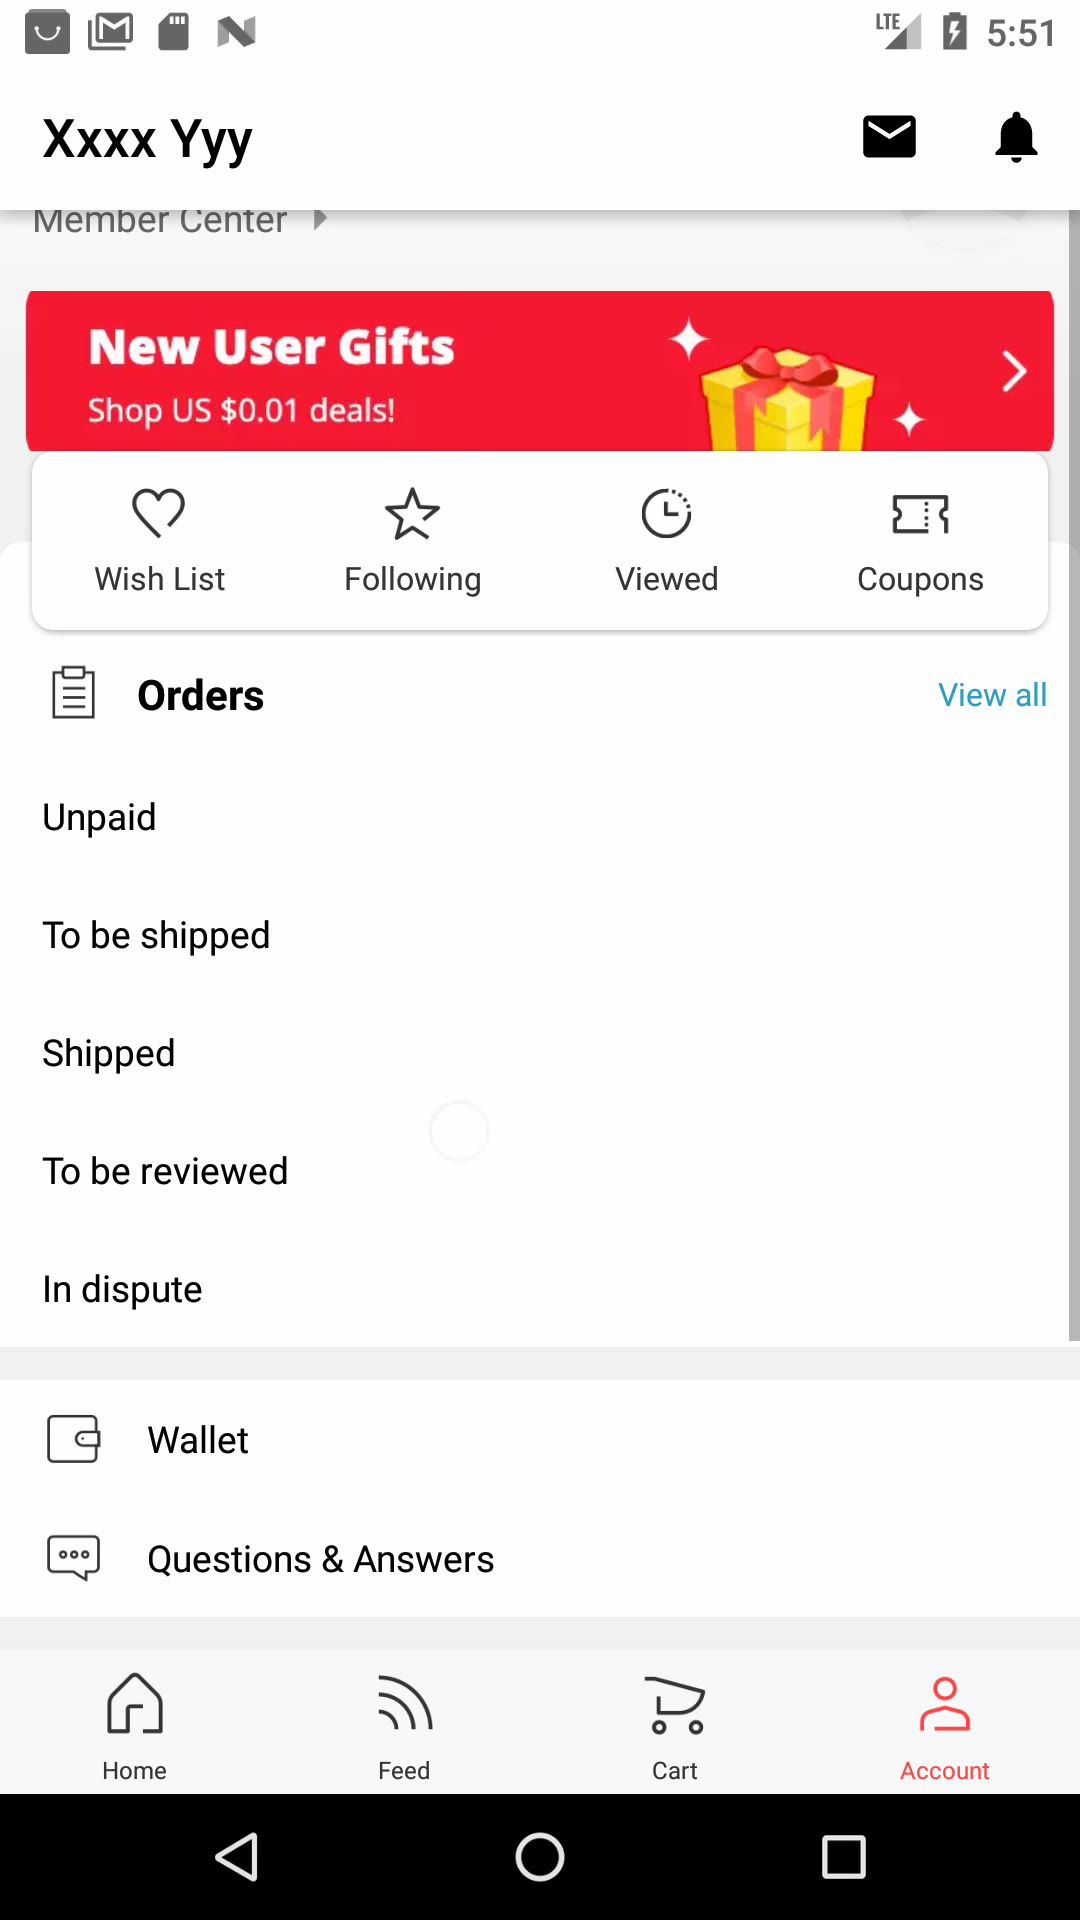 LTE 5:51
Xxxx Yyy
Member Center
New User Gifts
Shop US $0.01 deals!
Wish List Following Viewed Coupons
Orders View all
Unpaid
To be shipped
Shipped
To be reviewed
In dispute
Wallet
Questions & Answers
Home Feed Cart Account